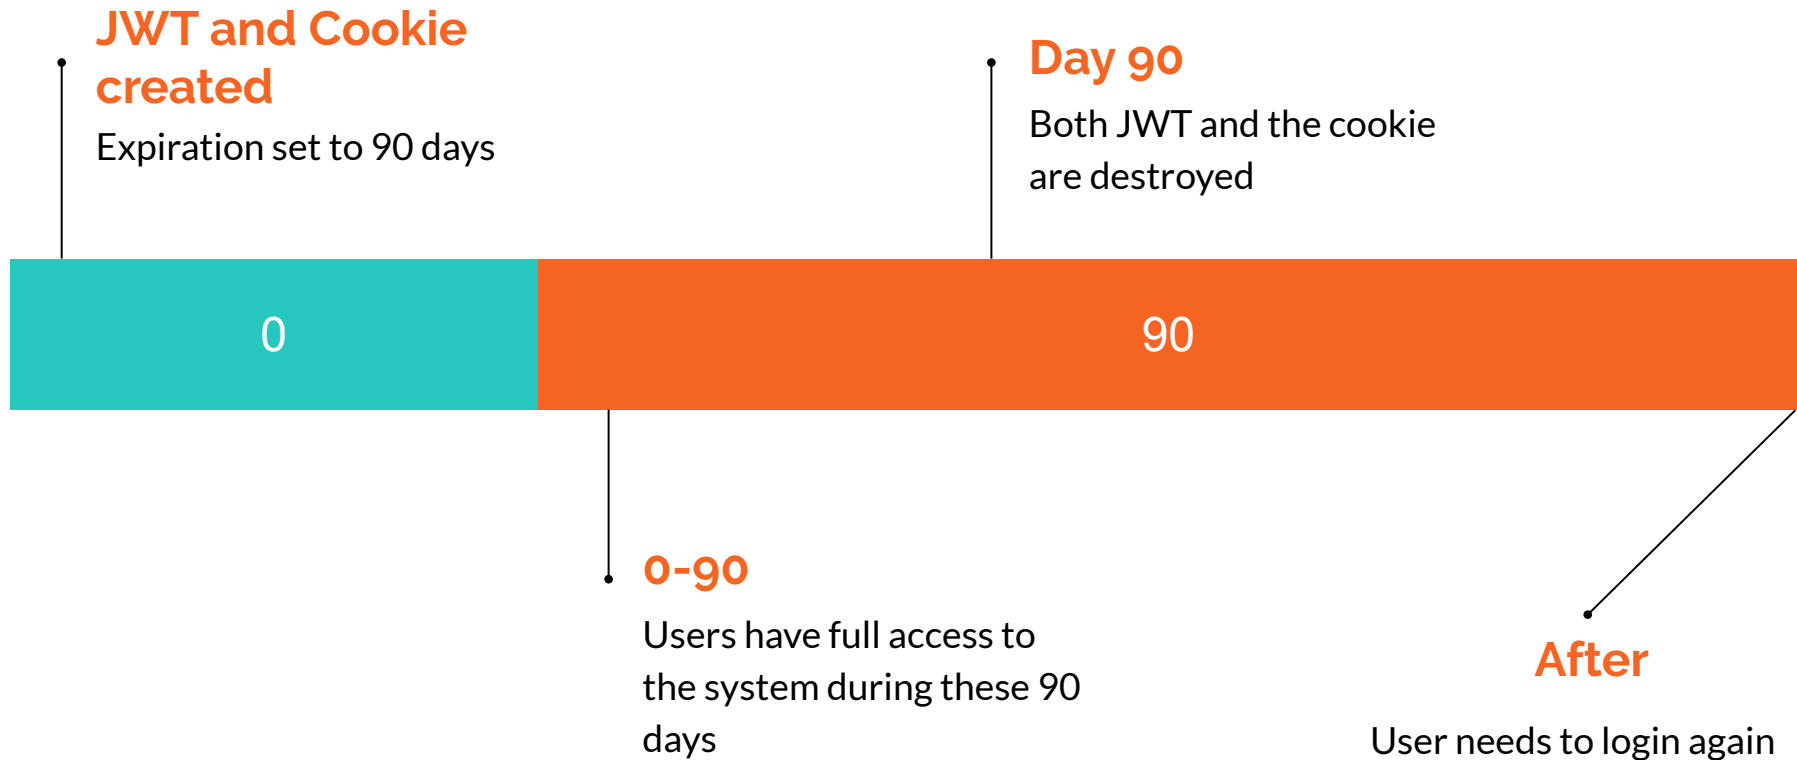 JWT and Cookie
created
Expiration set to 90 days
Day 90
Both JWT and the cookie
are destroyed
0
90
0-90
Users have full access to
the system during these 90
days
After
User needs to login again